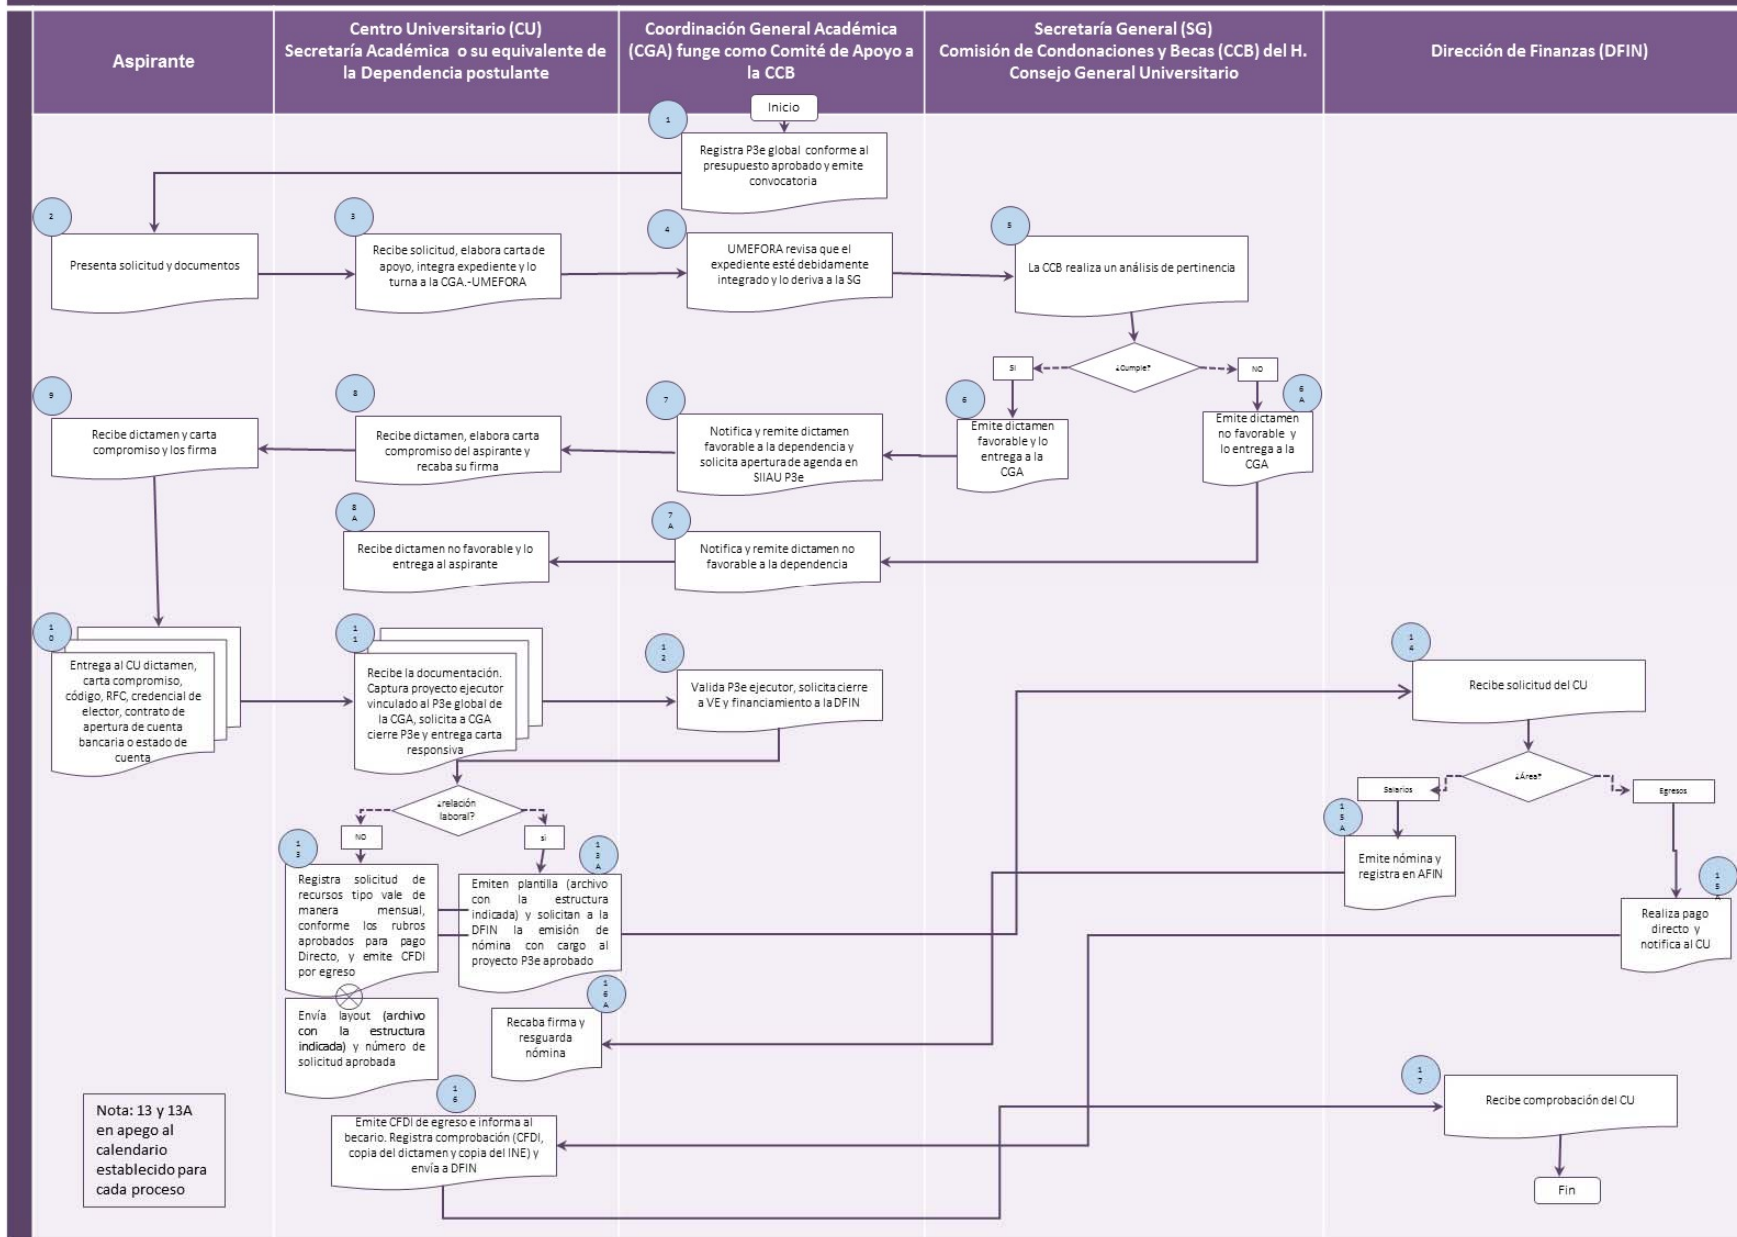 Aspirante
Centro Universitario (CU)
Secretaría Académica o su equivalente de
la Dependencia postulante
Coordinación General Académica
(CGA) funge como Comité de Apoyo a
la CCB
Secretaría General (SG)
Comisión de Condonaciones y Becas (CCB) del H.
Consejo General Universitario
Dirección de Finanzas (DFIN)
Inicio
1
Registra P3e global conforme al
presupuesto aprobado y emite
convocatoria
2
Presenta solicitud y documentos
3
Recibe solicitud, elabora carta de
apoyo, integra expediente y lo
turna a la CGA.-UMEFORA
4
UMEFORA revisa que el
expediente esté debidamente
integrado y lo deriva a la SG
5
La CCB realiza un análisis de pertinencia
¿Cumple?
SI
NO
6
Emite dictamen
favorable y lo
entrega a la
CGA
6
A
Emite dictamen
no favorable y
lo entrega a la
CGA
7
Notifica y remite dictamen
favorable a la dependencia y
solicita apertura de agenda en
SIIAU P3e
8
Recibe dictamen, elabora carta
compromiso del aspirante y
recaba su firma
9
Recibe dictamen y carta
compromiso y los firma
7
A
Notifica y remite dictamen no
favorable a la dependencia
8
A
Recibe dictamen no favorable y lo
entrega al aspirante
1
0
Entrega al CU dictamen,
carta compromiso,
código, RFC, credencial de
elector, contrato de
apertura de cuenta
bancaria o estado de
cuenta
1
1
Recibe la documentación.
Captura proyecto ejecutor
vinculado al P3e global de
la CGA, solicita a CGA
cierre P3e y entrega carta
responsiva
1
2
Valida P3e ejecutor, solicita cierre
a VE y financiamiento a la DFIN
¿relación
laboral?
NO
si
1
3
Registra solicitud de
recursos tipo vale de
manera mensual,
conforme los rubros
aprobados para pago
Directo, y emite CFDI
por egreso
1
3
A
Emiten plantilla (archivo
con la estructura
indicada) y solicitan a la
DFIN la emisión de
nómina con cargo al
proyecto P3e aprobado
Envía layout (archivo
con la estructura
indicada) y número de
solicitud aprobada
1
4
Recibe solicitud del CU
¿Área?
Salarios
Egresos
1
5
A
Emite nómina y
registra en AFIN
1
5
A
Realiza pago
directo y
notifica al CU
1
6
A
Recaba firma y
resguarda
nómina
1
6
Emite CFDI de egreso e informa al
becario. Registra comprobación (CFDI,
copia del dictamen y copia del INE) y
envía a DFIN
1
7
Recibe comprobación del CU
Fin
Nota: 13 y 13A
en apego al
calendario
establecido para
cada proceso